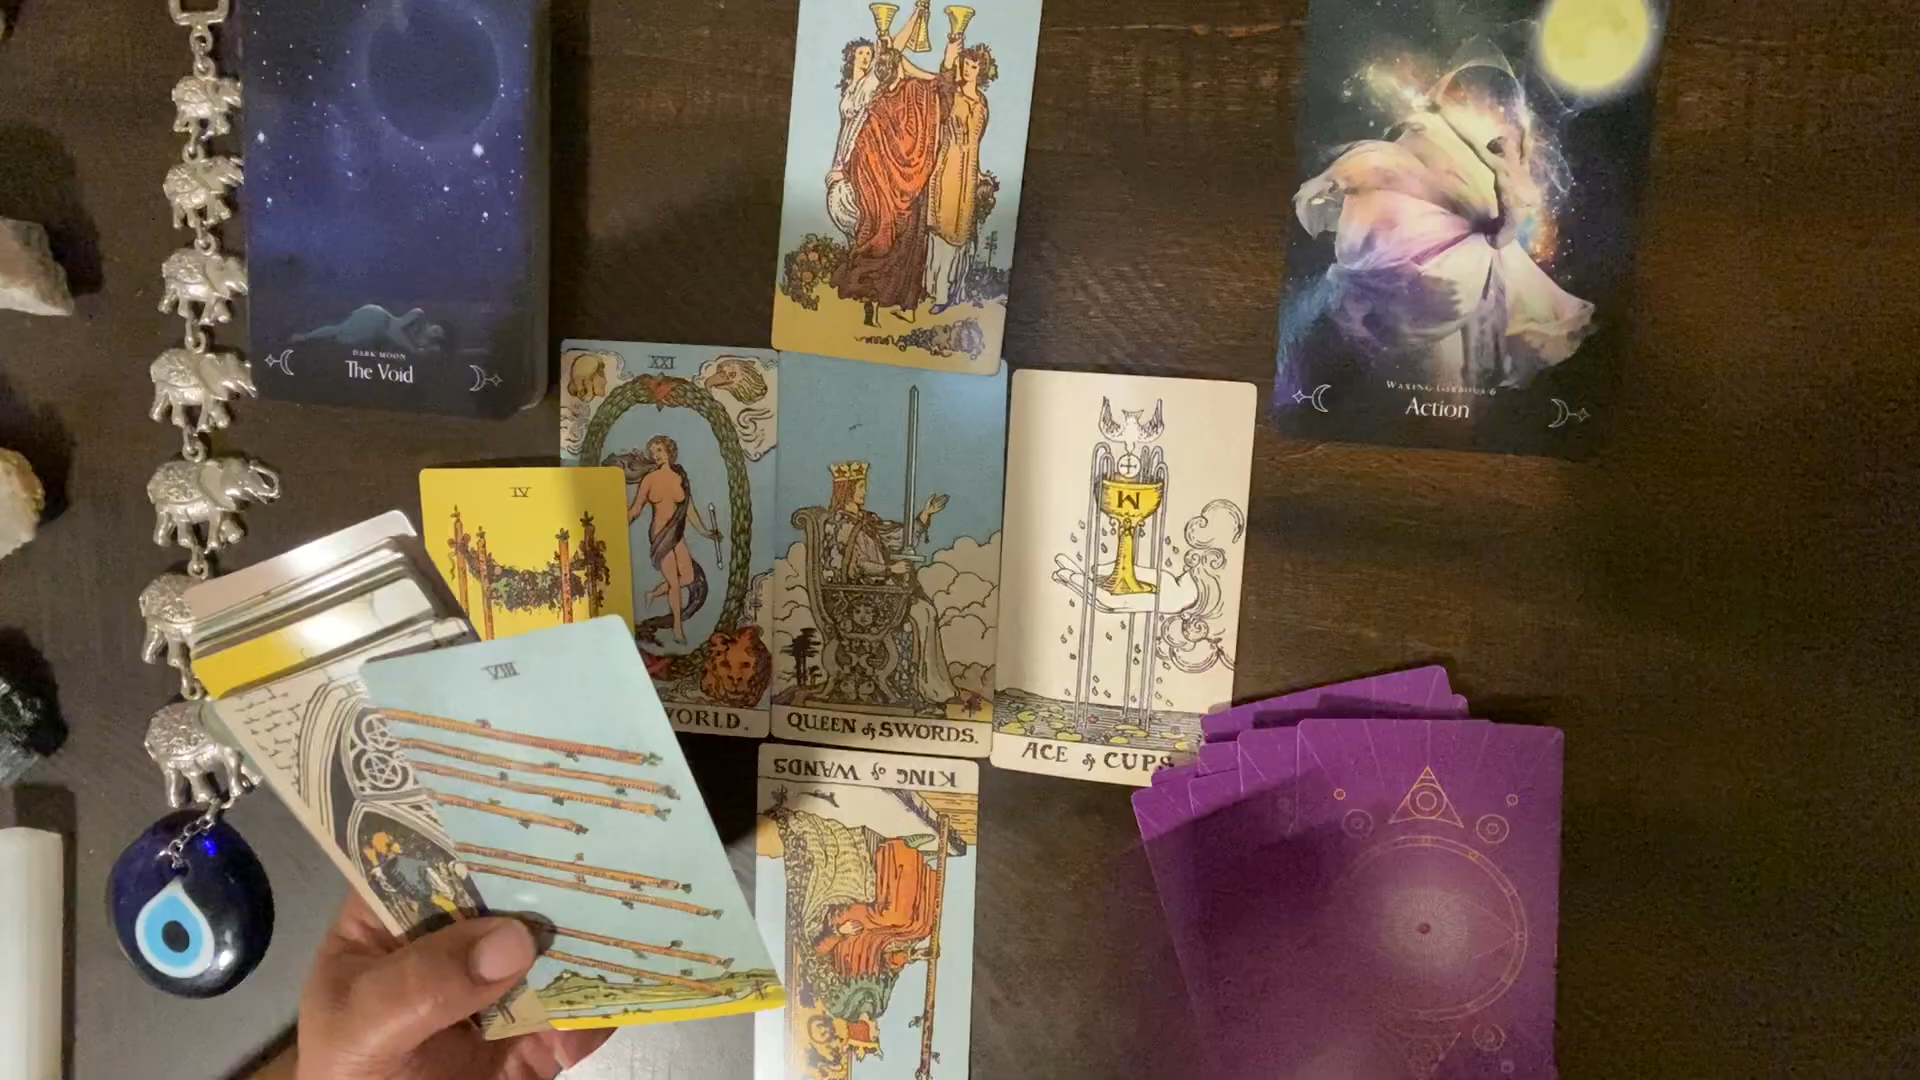 DARK MOON
The Void
WAXING GIBBOUS 6
Action
XXI
IV
WORLD.
QUEEN of SWORDS.
W
ACE of CUPS
VIII
KING of WANDS